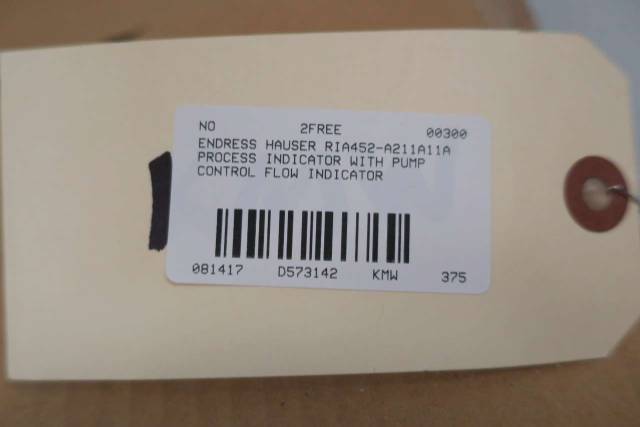 NO 2FREE 00300
ENDRESS HAUSER RIA452-A211A11A
PROCESS INDICATOR WITH PUMP
CONTROL FLOW INDICATOR
081417 D573142 KMW 375